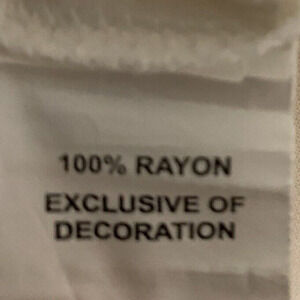 100% RAYON
EXCLUSIVE OF
DECORATION